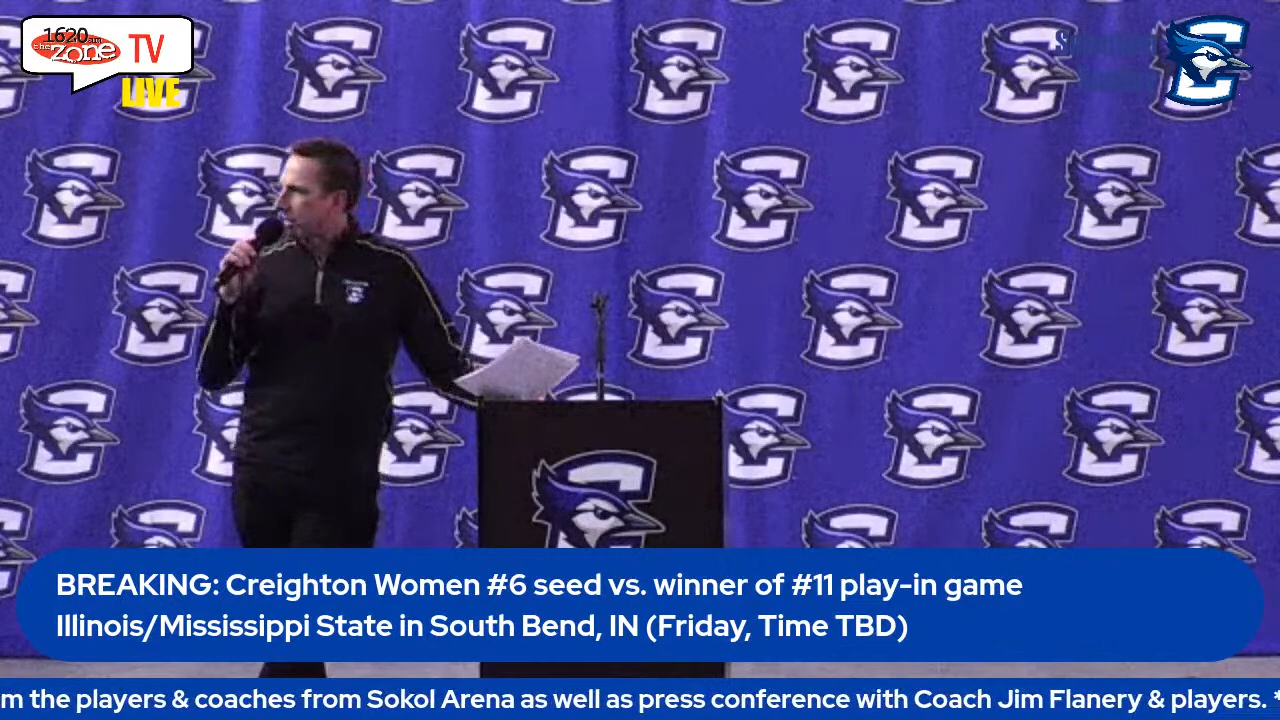 1620
the zone TV
LIVE
BREAKING: Creighton Women #6 seed vs. winner of #11 play-in game
Illinois/Mississippi State in South Bend, IN (Friday, Time TBD)
m the players & coaches from Sokol Arena as well as press conference with Coach Jim Flanery & players. *